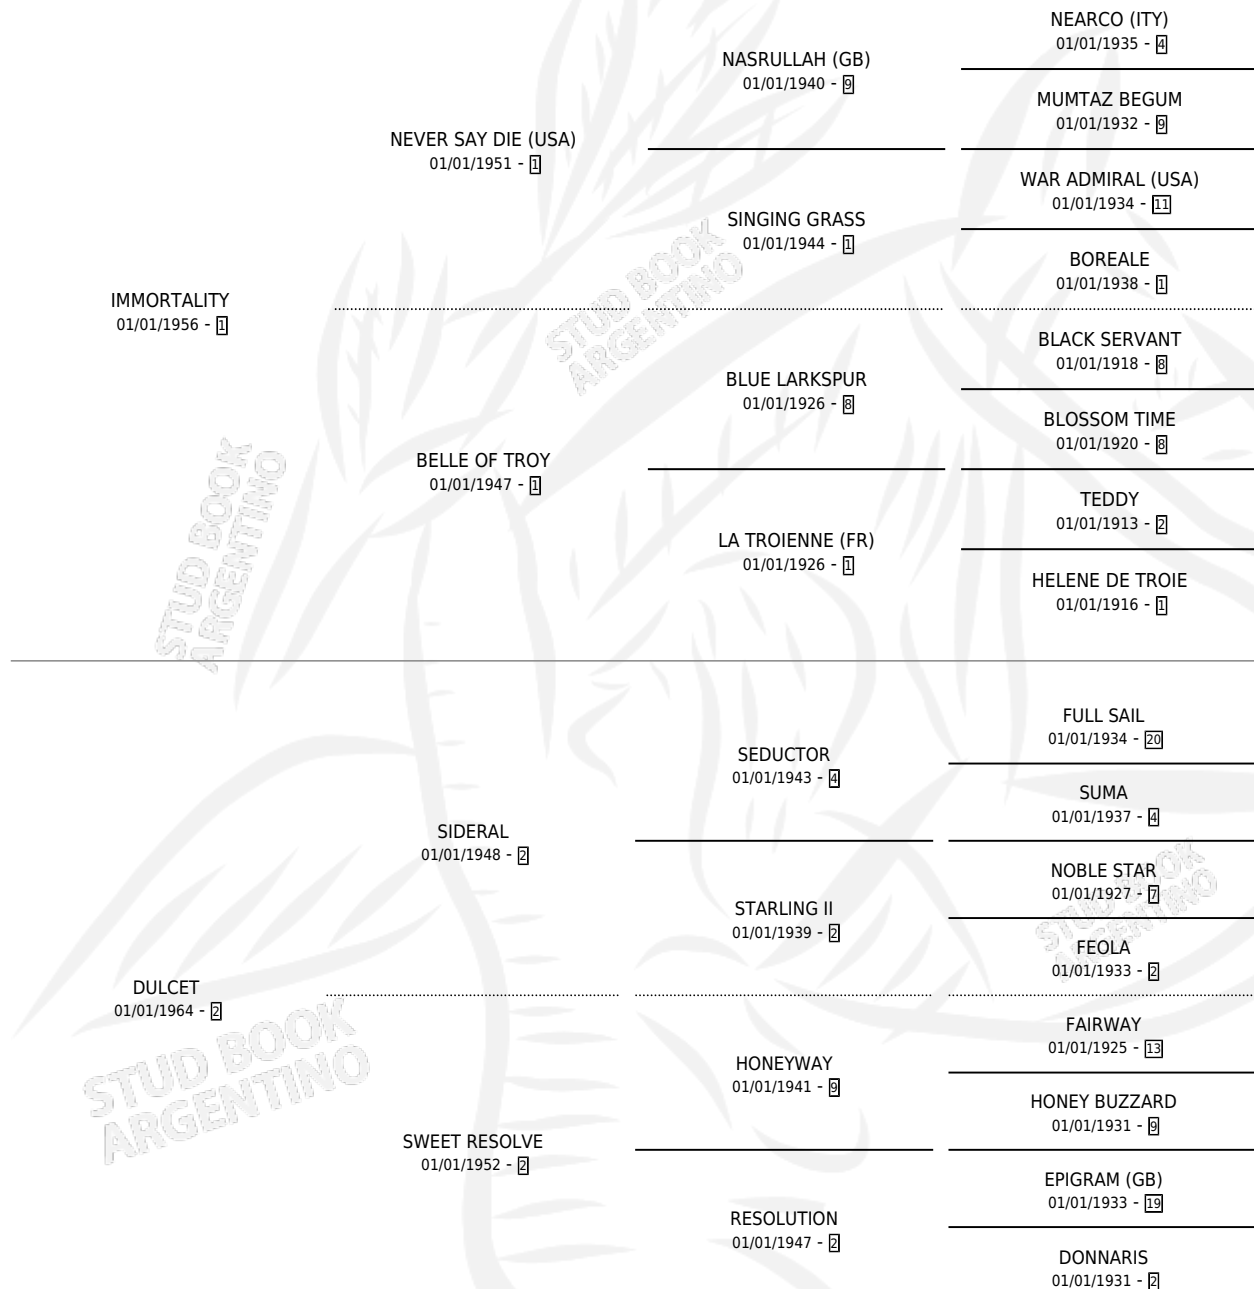 NEARCO (ITY)
01/01/1935 - 4
NASRULLAH (GB)
01/01/1940 - 9
MUMTAZ BEGUM
01/01/1932 - 9
NEVER SAY DIE (USA)
01/01/1951 - 1
WAR ADMIRAL (USA)
01/01/1934 - 11
SINGING GRASS
01/01/1944 - 1
BOREALE
01/01/1938 - 1
IMMORTALITY
01/01/1956 - 1
BLACK SERVANT
01/01/1918 - 8
BLUE LARKSPUR
01/01/1926 - 8
BLOSSOM TIME
01/01/1920 - 8
BELLE OF TROY
01/01/1947 - 1
TEDDY
01/01/1913 - 2
LA TROIENNE (FR)
01/01/1926 - 1
HELENE DE TROIE
01/01/1916 - 1
FULL SAIL
01/01/1934 - 20
SEDUCTOR
01/01/1943 - 4
SUMA
01/01/1937 - 4
SIDERAL
01/01/1948 - 2
NOBLE STAR
01/01/1927 - 7
STARLING II
01/01/1939 - 2
FEOLA
01/01/1933 - 2
DULCET
01/01/1964 - 2
FAIRWAY
01/01/1925 - 13
HONEYWAY
01/01/1941 - 9
HONEY BUZZARD
01/01/1931 - 9
SWEET RESOLVE
01/01/1952 - 2
EPIGRAM (GB)
01/01/1933 - 19
RESOLUTION
01/01/1947 - 2
DONNARIS
01/01/1931 - 2
STUD BOOK
ARGENTINO
STUD BOOK
ARGENTINO
STUD BOOK
ARGENTINO
STUD BOOK
ARGENTINO